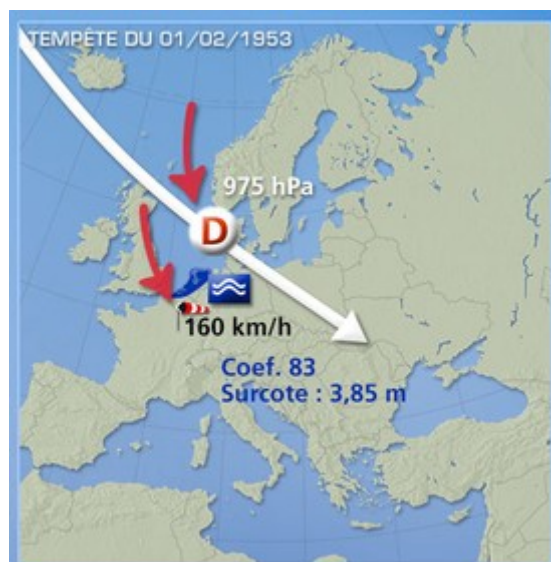 TEMPÊTE DU 01/02/1953
975 hPa
D
160 km/h
Coef. 83
Surcote : 3,85 m